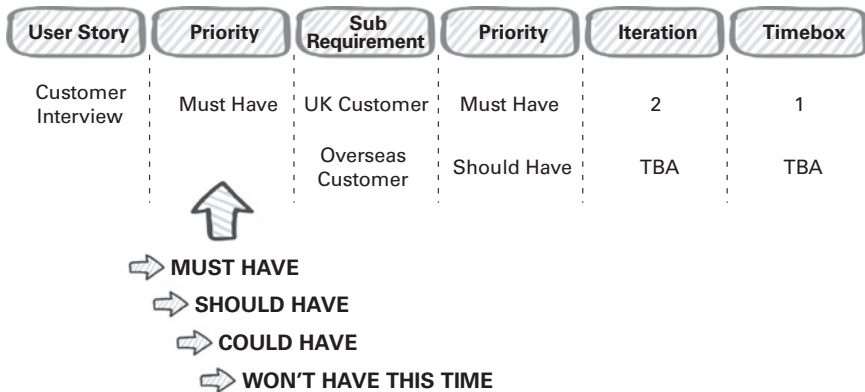 User Story Priority Sub Requirement Priority Iteration Timebox
Customer Interview Must Have UK Customer Must Have 2 1
Overseas Customer Should Have TBA TBA
MUST HAVE
SHOULD HAVE
COULD HAVE
WON'T HAVE THIS TIME